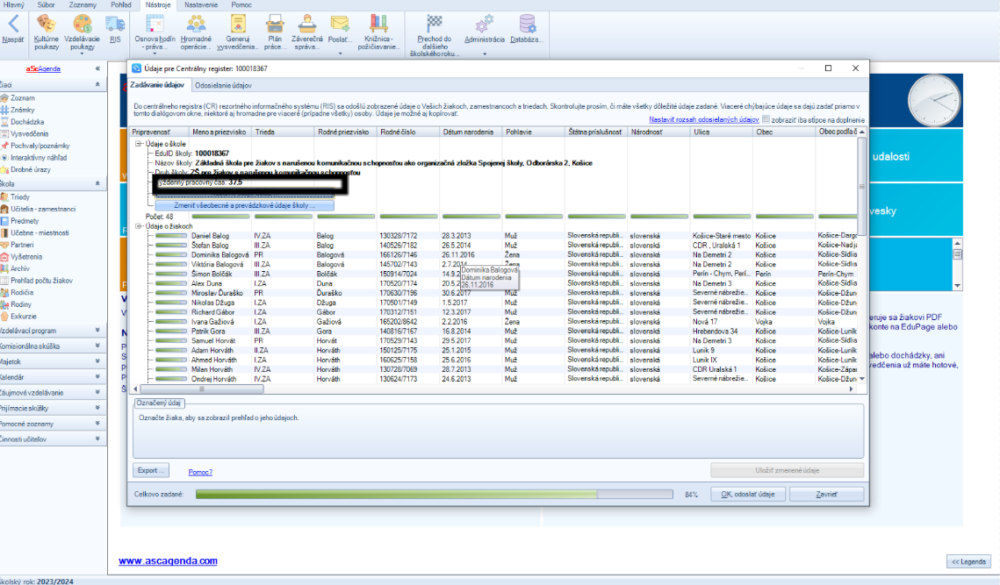 Hlavný Súbor Zoznamy Pohľad Nástroje Nastavenie Pomoc
Naspäť Kultúrne poukazy Vzdelávacie poukazy RIS Osnova hodín - práva... Hromadné operácie.. Generuj vysvedčenia.. Plán práce.. Záverečná správa.. Poslať.. Knižnica - požičiavanie.. Prechod do ďalšieho školského roku... Administrácia Databáza...
aScAgenda
Zoznam
Známky
Dochádzka
Vysvedčenia
Pochvaly/poznámky
Interaktívny náhľad
Drobné úrazy
Triedy
Učitelia - zamestnanci
Predmety
Učebne - miestnosti
Partneri
Vyšetrenia
Archív
Prehľad počtu žiakov
Rodičia
Rodiny
Exkurzie
Vzdelávací program
Komisionálna skúška
Majetok
Kalendár
Záujmové vzdelávanie
Prijímacie skúšky
Pomocné zoznamy
Činnosti učiteľov
Údaje pre Centrálny register: 100018367
Zadávanie údajov Odosielanie údajov
Do centrálneho registra (CR) rezortného informačného systému (RIS) sa odošlú zobrazené údaje o Vašich žiakoch, zamestnancoch a triedach. Skontrolujte prosím, či máte všetky dôležité údaje zadané. Viaceré chýbajúce údaje sa dajú zadať priamo v
tomto dialógovom okne, niektoré aj hromadne pre viaceré (prípadne všetky) osoby. Údaje je možné aj kopírovať.
Nastaviť rozsah odosielaných údajov zobraziť iba stĺpce na doplnenie
Pripravenosť Meno a priezvisko Trieda Rodné priezvisko Rodné číslo Dátum narodenia Pohlavie Štátna príslušnosť Národnosť Ulica Obec Obec podľa č
Údaje o škole
EduID školy: 100018367
Názov školy: Základná škola pre žiakov s narušenou komunikačnou schopnosťou ako organizačná zložka Spojenej školy, Odborárska 2, Košice
Druh školy: ZŠ pre žiakov s narušenou komunikačnou schopnosťou
týždenný pracovný čas: 37,5
Zmeniť všeobecné a prevádzkové údaje školy ...
Počet: 48
Údaje o žiakoch
Daniel Balog IV.ZA Balog 130328/7172 28.3.2013 Muž Slovenská republi... slovenská Košice-Staré mesto Košice Košice-Dargo
Štefan Balog III.ZA Balog 140526/7182 26.5.2014 Muž Slovenská republi... slovenská CDR , Uralská 1 Košice Košice-Nad j
Dominika Balogová PR Balogová 166126/7146 26.11.2016 Žena Slovenská republi... slovenská Na Demetri 2 Košice Košice-Sídlis
Viktória Balogová III.ZA Balogová 145702/7143 2.7.2014 Žena Slovenská republi... slovenská Na Demetri 2 Košice Košice-Sídlis
Šimon Bolčák III.ZA Bolčák 150914/7024 14.9.2 Slovenská republi... slovenská Perín - Chym, Perí... Perín Perín-Chym
Alex Duna I.ZA Duna 170520/7174 20.5.2 Slovenská republi... slovenská Na Demetri 3 Košice Košice-Sídlis
Miroslav Duraško PR Duraško 170630/7196 30.6.2017 Muž Slovenská republi... slovenská Severné nábrežie... Košice Košice-Džun
Nikolas Džuga I.ZA Džuga 170501/7149 1.5.2017 Muž Slovenská republi... slovenská Severné nábrežie... Košice Košice-Džun
Richard Gábor I.ZA Gábor 170312/7151 12.3.2017 Muž Slovenská republi... slovenská Severné nábrežie... Košice Košice-Džun
Ivana Gažiová I.ZA Gažiová 165202/8642 2.2.2016 Žena Slovenská republi... slovenská Nová 17 Vojka Vojka
Patrik Gora III.ZA Gora 140816/7167 16.8.2014 Muž Slovenská republi... slovenská Hrebendova 34 Košice Košice-Luník
Samuel Horvát PR Horvát 170529/7143 29.5.2017 Muž Slovenská republi... slovenská Na Demetri 3 Košice Košice-Sídlis
Adam Horváth III.ZA Horváth 150125/7175 25.1.2015 Muž Slovenská republi... slovenská Luník 9 Košice Košice-Luník
Ahmed Horváth I.ZA Horváth 160625/7158 25.6.2016 Muž Slovenská republi... slovenská Luník IX Košice Košice-Luník
Milan Horváth IV.ZA Horváth 130728/7069 28.7.2013 Muž Slovenská republi... slovenská CDR Uralská 1 Košice Košice-Západ
Ondrej Horváth IV.ZA Horváth 130624/7173 24.6.2013 Muž Slovenská republi... slovenská Severné nábrežie... Košice Košice-Džun
Dominika Balogová
Dátum narodenia
26.11.2016
Označený údaj
Označte žiaka, aby sa zobrazil prehľad o jeho údajoch.
Export ... Pomoc? Uložiť zmenené údaje
Celkovo zadané: 84% OK, odoslať údaje Zavrieť
udalosti
vesky
eruje sa žiakovi PDF
konte na EduPage alebo
alebo dochádzky, ani
vedčenia už máte hotové,
www.ascagenda.com
<< Legenda
Školský rok: 2023/2024